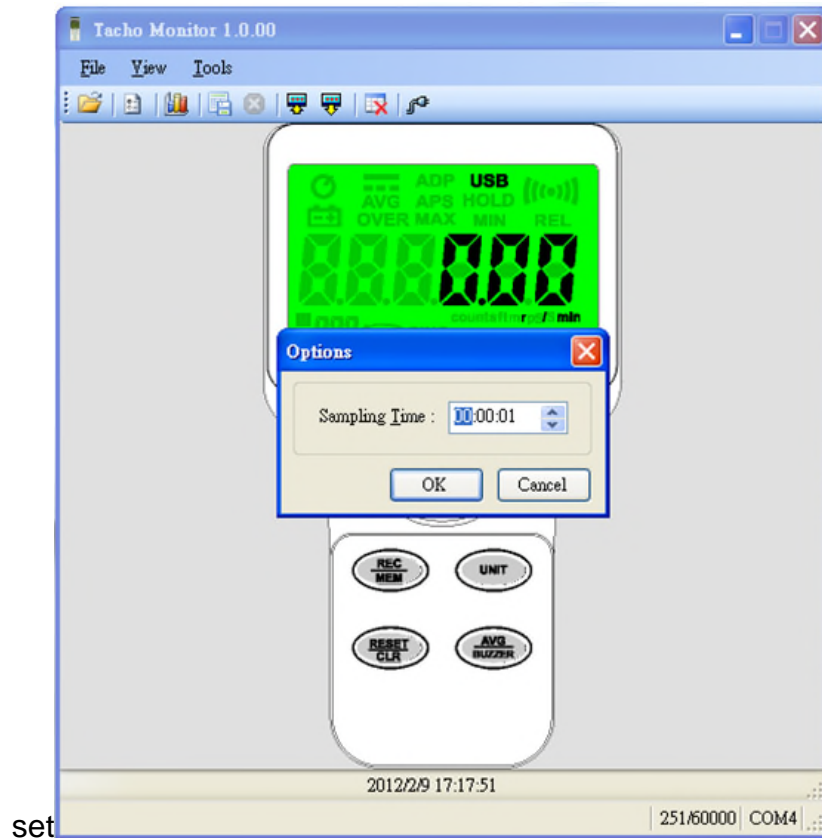 Tacho Monitor 1.0.00
File View Tools
ADP USB
AVG APS HOLD (((•)))
OVER MAX MIN REL
0.00
countsftmrps/s min
Options
Sampling Time : 00:00:01
OK Cancel
REC MEM UNIT
RESET CLR AVG BUZZER
2012/2/9 17:17:51
251/60000 COM4
set